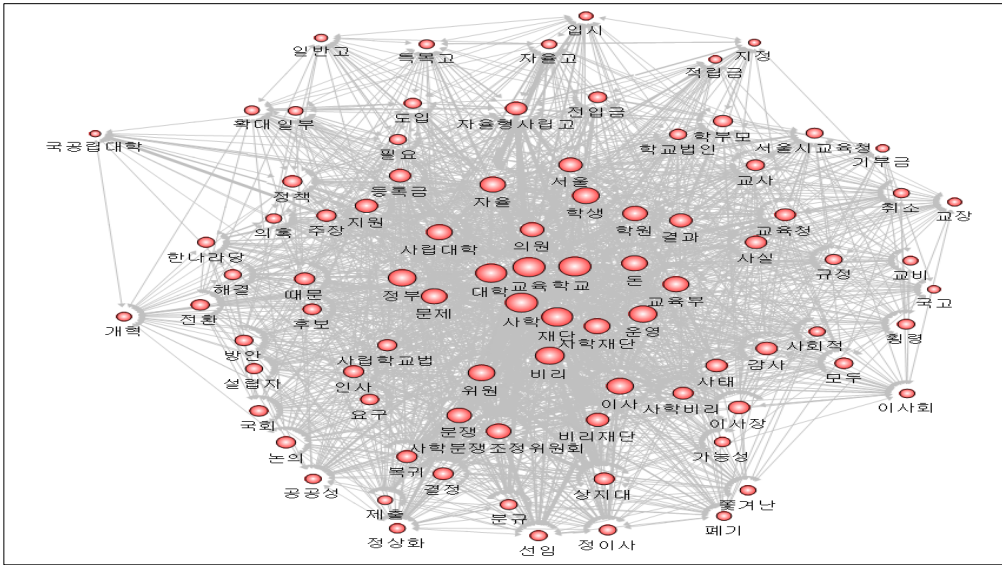 입시
일반고
특목고
자율고
지정
적립금
확대
일부
도입
자율형사립고
전입금
국공립대학
필요
학교법인
학부모
서울시교육청
기부금
정책
등록금
자율
서울
교사
의혹
주장
지원
학생
취소
교장
사립대학
의원
학원
결과
교육청
한나라당
사실
해결
때문
정부
대학
교육
학교
돈
교육부
규정
교비
국고
개혁
전환
후보
문제
사학
재단
사학재단
운영
사회적
횡령
방안
사립학교법
비리
감사
모두
설립자
인사
위원
사태
이사회
국회
요구
이사
사학비리
이사장
논의
분쟁
사학분쟁조정위원회
비리재단
가능성
공공성
복귀
결정
상지대
쫓겨난
제출
분규
폐기
정상화
선임
정이사